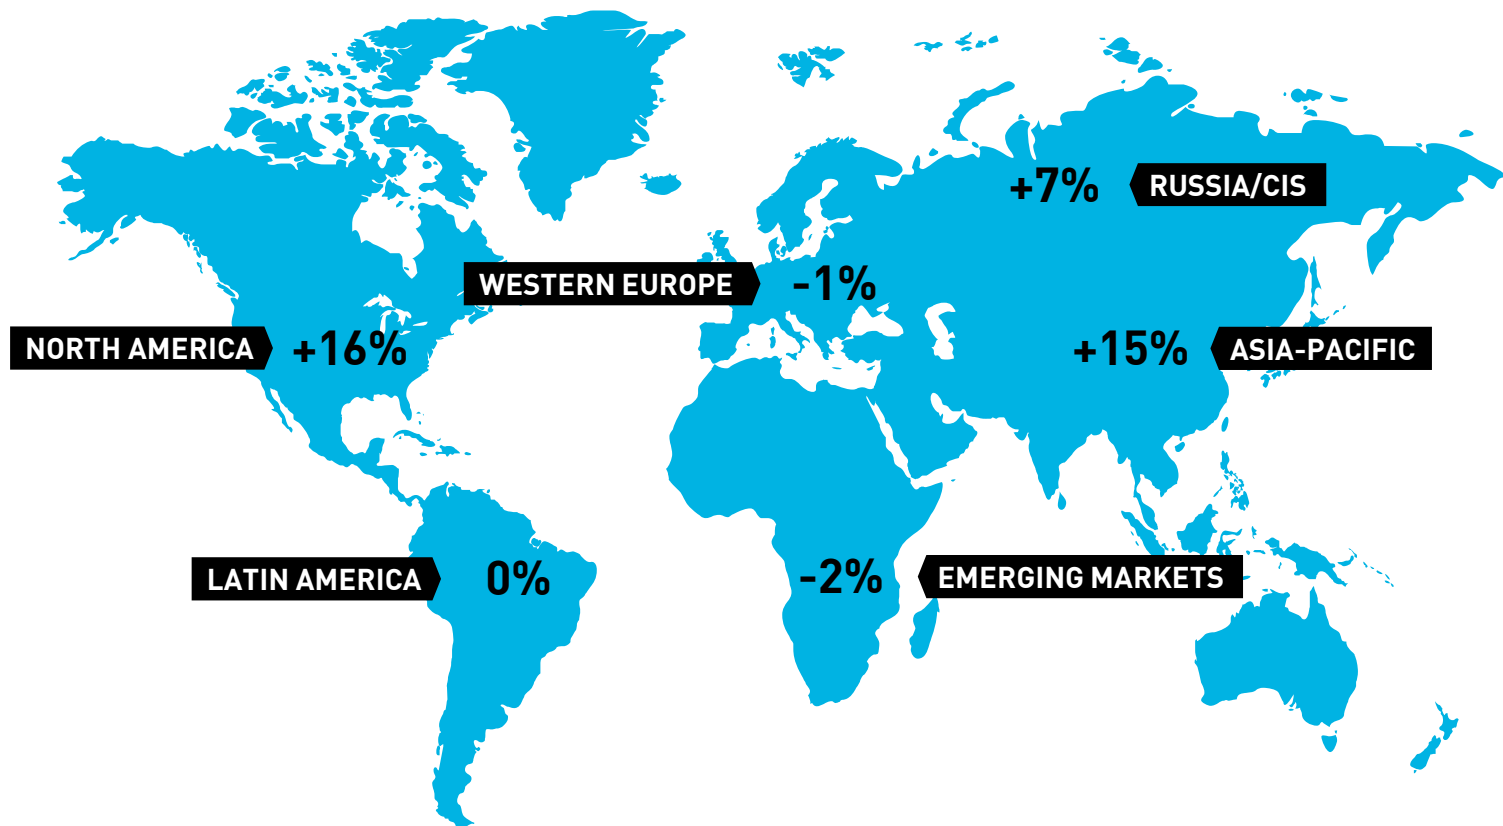 +7% RUSSIA/CIS
WESTERN EUROPE -1%
NORTH AMERICA +16%
+15% ASIA-PACIFIC
LATIN AMERICA 0%
-2% EMERGING MARKETS